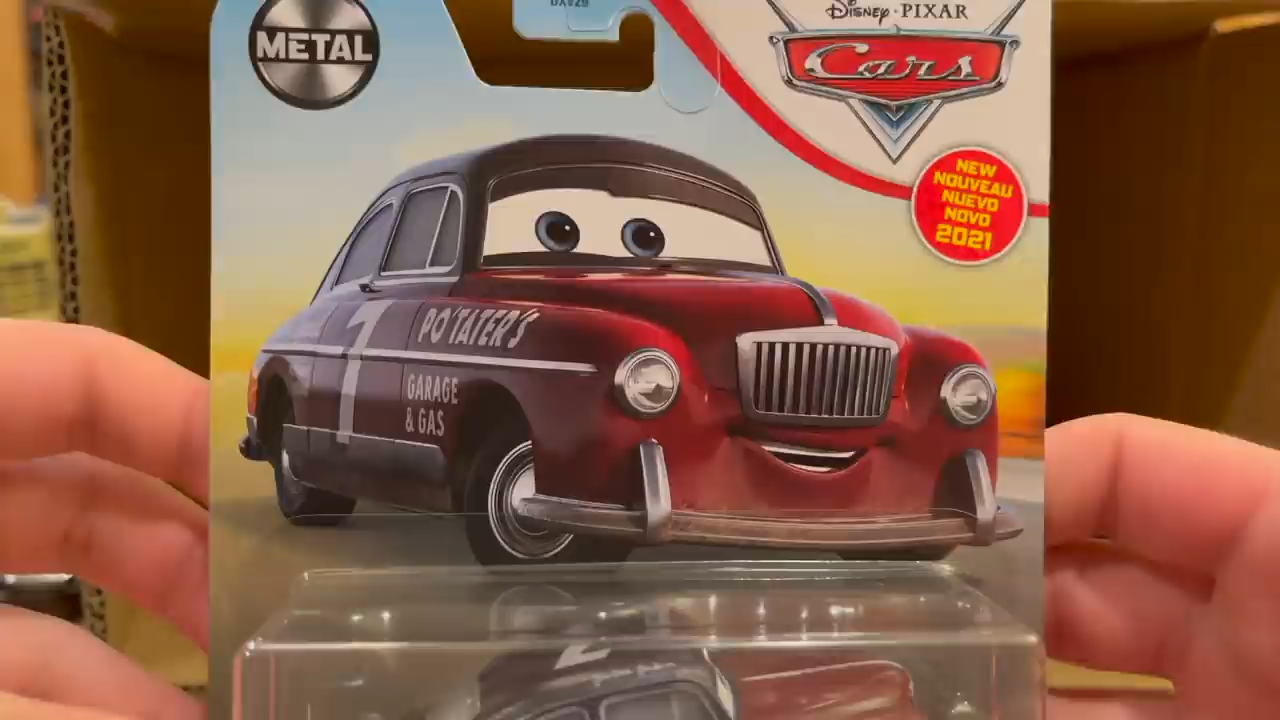 METAL
DISNEY · PIXAR
Cars
NEW
NOUVEAU
NUEVO
NOVO
2021
1
PO'TATER'S
GARAGE
& GAS